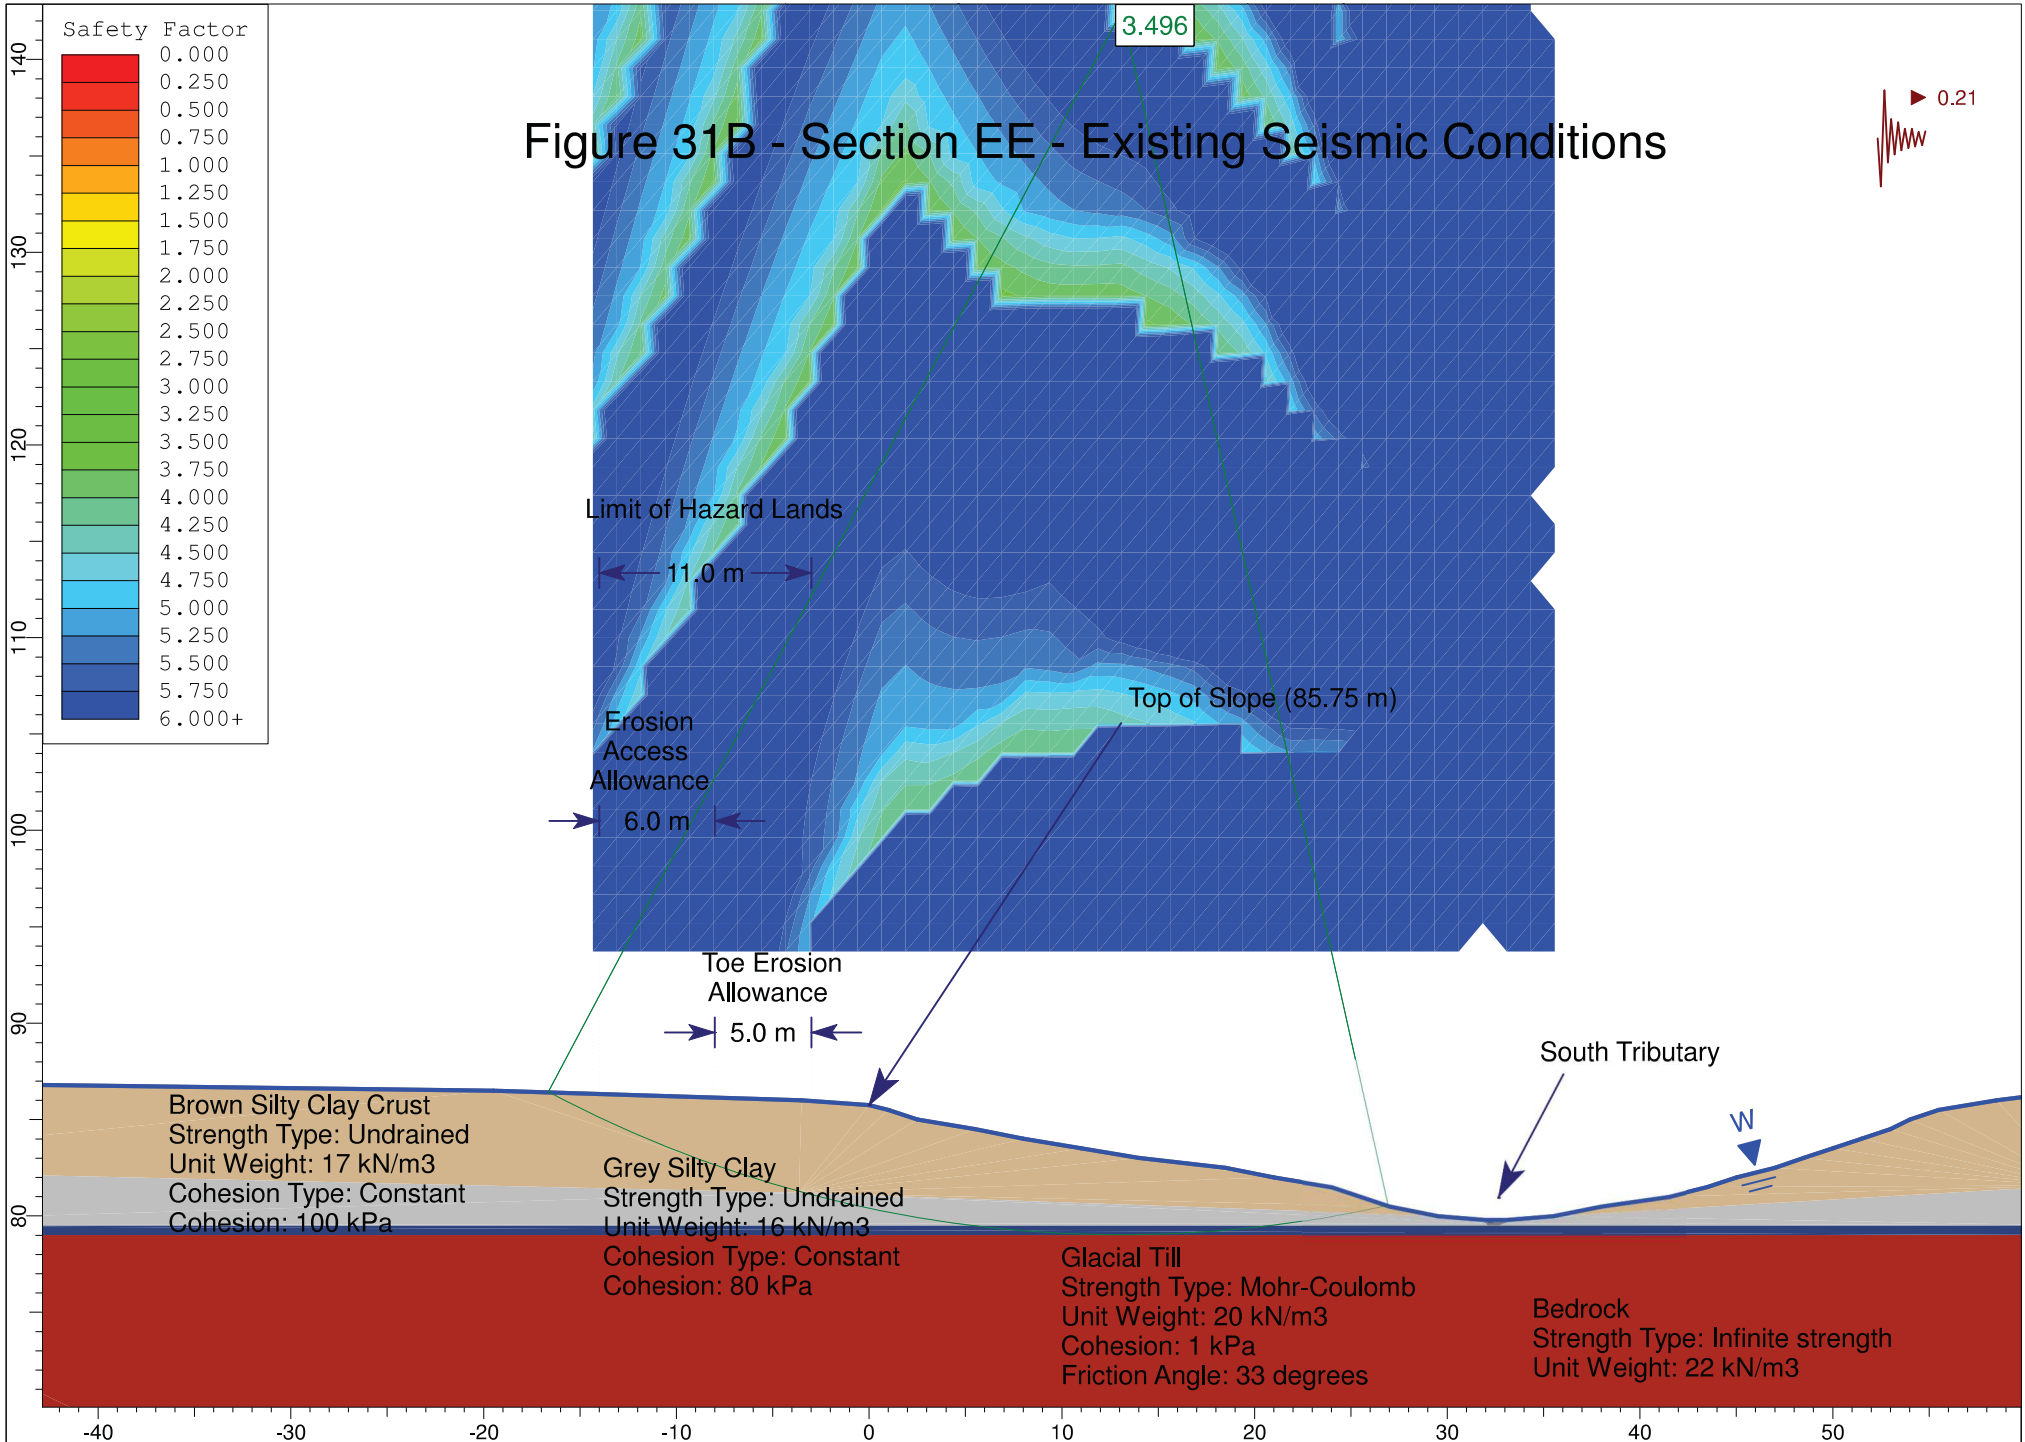 Safety Factor
0.000
0.250
0.500
0.750
1.000
1.250
1.500
1.750
2.000
2.250
2.500
2.750
3.000
3.250
3.500
3.750
4.000
4.250
4.500
4.750
5.000
5.250
5.500
5.750
6.000+
3.496
0.21
Figure 31B - Section EE - Existing Seismic Conditions
Limit of Hazard Lands
11.0 m
Top of Slope (85.75 m)
Erosion
Access
Allowance
6.0 m
Toe Erosion
Allowance
5.0 m
South Tributary
W
Brown Silty Clay Crust
Strength Type: Undrained
Unit Weight: 17 kN/m3
Cohesion Type: Constant
Cohesion: 100 kPa
Grey Silty Clay
Strength Type: Undrained
Unit Weight: 16 kN/m3
Cohesion Type: Constant
Cohesion: 80 kPa
Glacial Till
Strength Type: Mohr-Coulomb
Unit Weight: 20 kN/m3
Cohesion: 1 kPa
Friction Angle: 33 degrees
Bedrock
Strength Type: Infinite strength
Unit Weight: 22 kN/m3
140
130
120
110
100
90
80
-40 -30 -20 -10 0 10 20 30 40 50